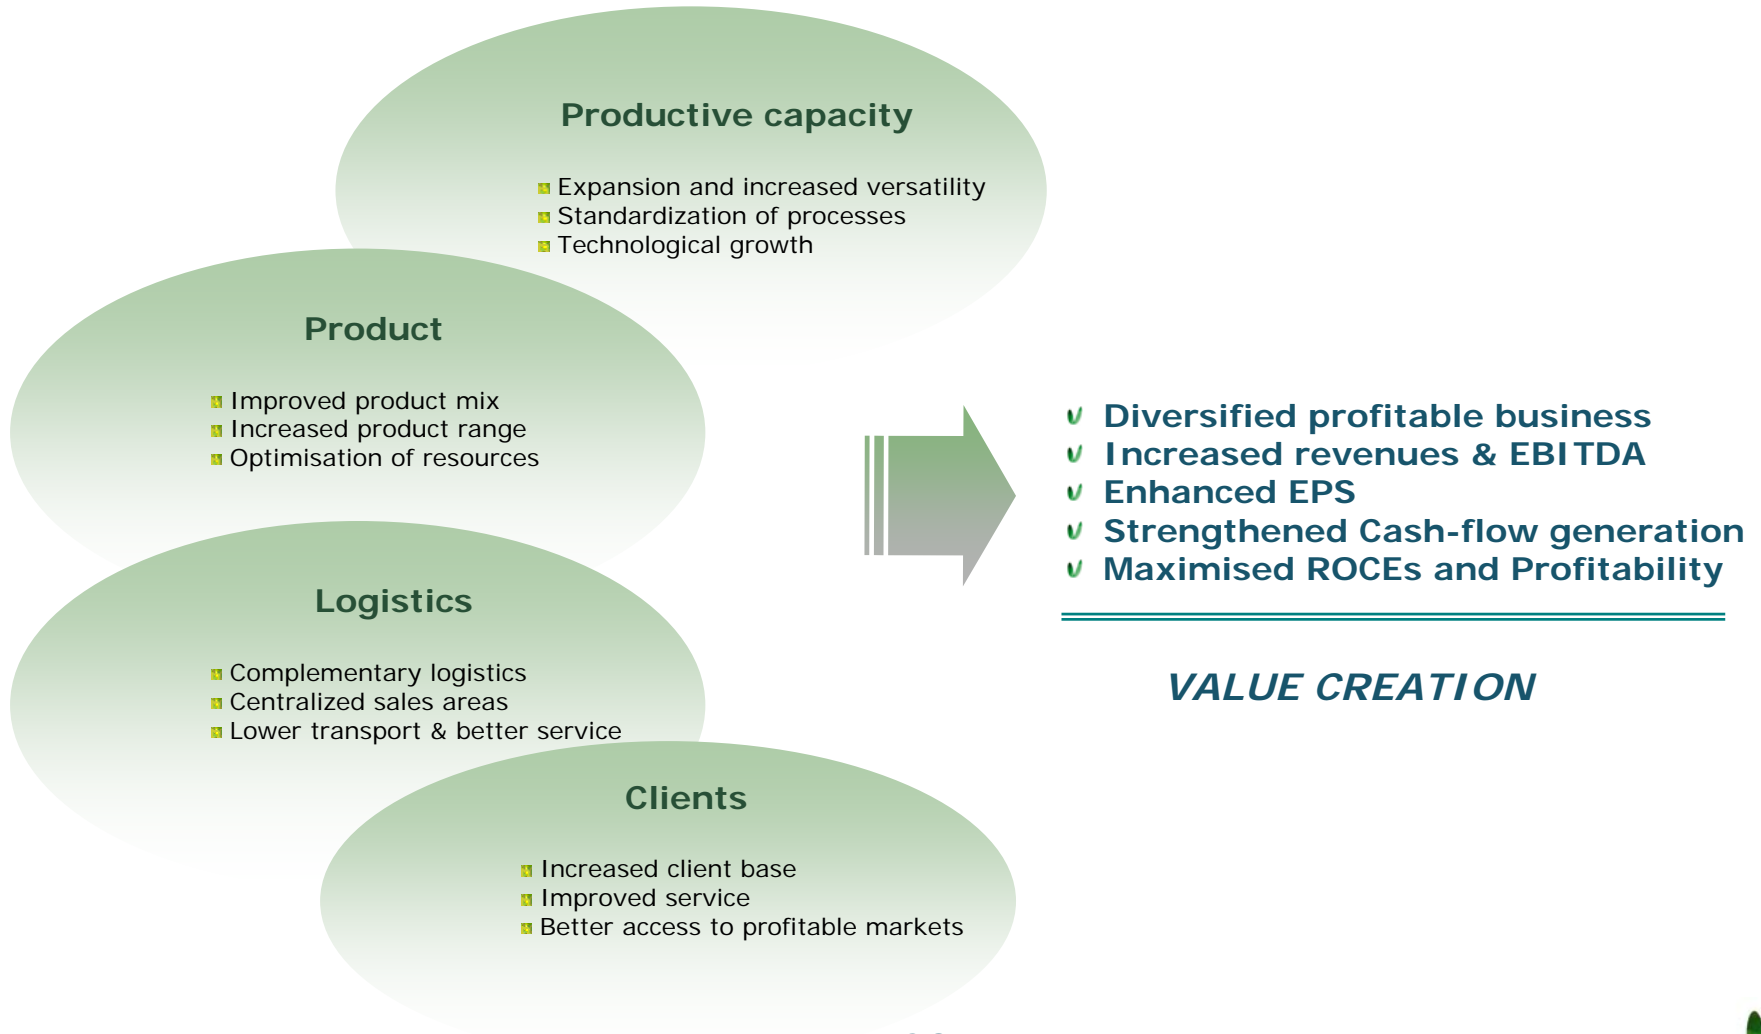 Productive capacity
Expansion and increased versatility
Standardization of processes
Technological growth
Product
Improved product mix
Increased product range
Optimisation of resources
Logistics
Complementary logistics
Centralized sales areas
Lower transport & better service
Clients
Increased client base
Improved service
Better access to profitable markets
Diversified profitable business
Increased revenues & EBITDA
Enhanced EPS
Strengthened Cash-flow generation
Maximised ROCEs and Profitability
VALUE CREATION